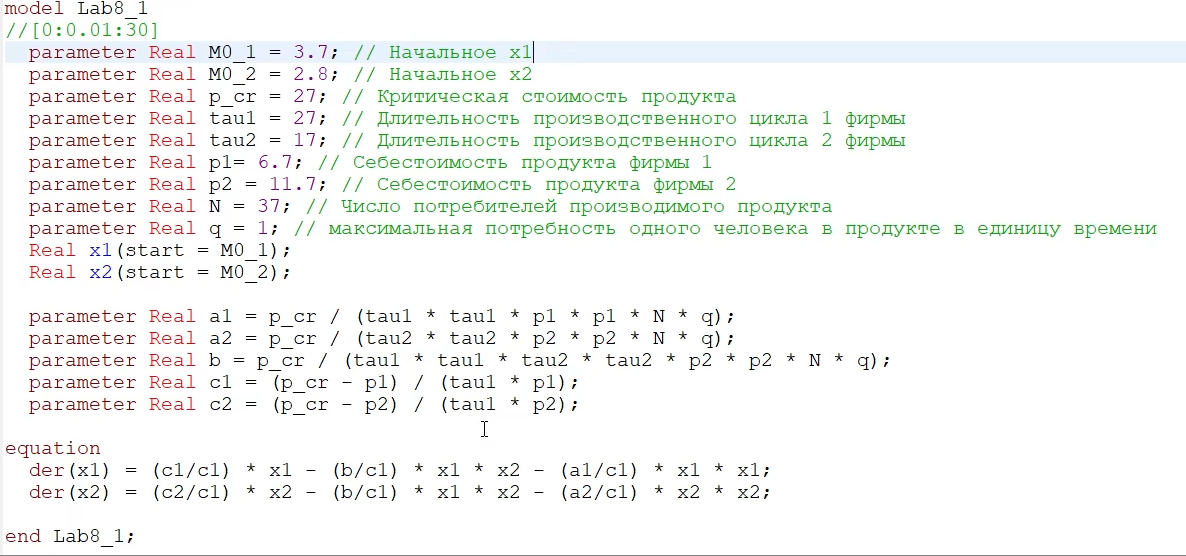 model Lab8_1
//[0:0.01:30]
parameter Real M0_1 = 3.7; // Начальное x1
parameter Real M0_2 = 2.8; // Начальное x2
parameter Real p_cr = 27; // Критическая стоимость продукта
parameter Real tau1 = 27; // Длительность производственного цикла 1 фирмы
parameter Real tau2 = 17; // Длительность производственного цикла 2 фирмы
parameter Real p1= 6.7; // Себестоимость продукта фирмы 1
parameter Real p2 = 11.7; // Себестоимость продукта фирмы 2
parameter Real N = 37; // Число потребителей производимого продукта
parameter Real q = 1; // максимальная потребность одного человека в продукте в единицу времени
Real x1(start = M0_1);
Real x2(start = M0_2);
parameter Real a1 = p_cr / (tau1 * tau1 * p1 * p1 * N * q);
parameter Real a2 = p_cr / (tau2 * tau2 * p2 * p2 * N * q);
parameter Real b = p_cr / (tau1 * tau1 * tau2 * tau2 * p2 * p2 * N * q);
parameter Real c1 = (p_cr - p1) / (tau1 * p1);
parameter Real c2 = (p_cr - p2) / (tau1 * p2);
equation
der(x1) = (c1/c1) * x1 - (b/c1) * x1 * x2 - (a1/c1) * x1 * x1;
der(x2) = (c2/c1) * x2 - (b/c1) * x1 * x2 - (a2/c1) * x2 * x2;
end Lab8_1;